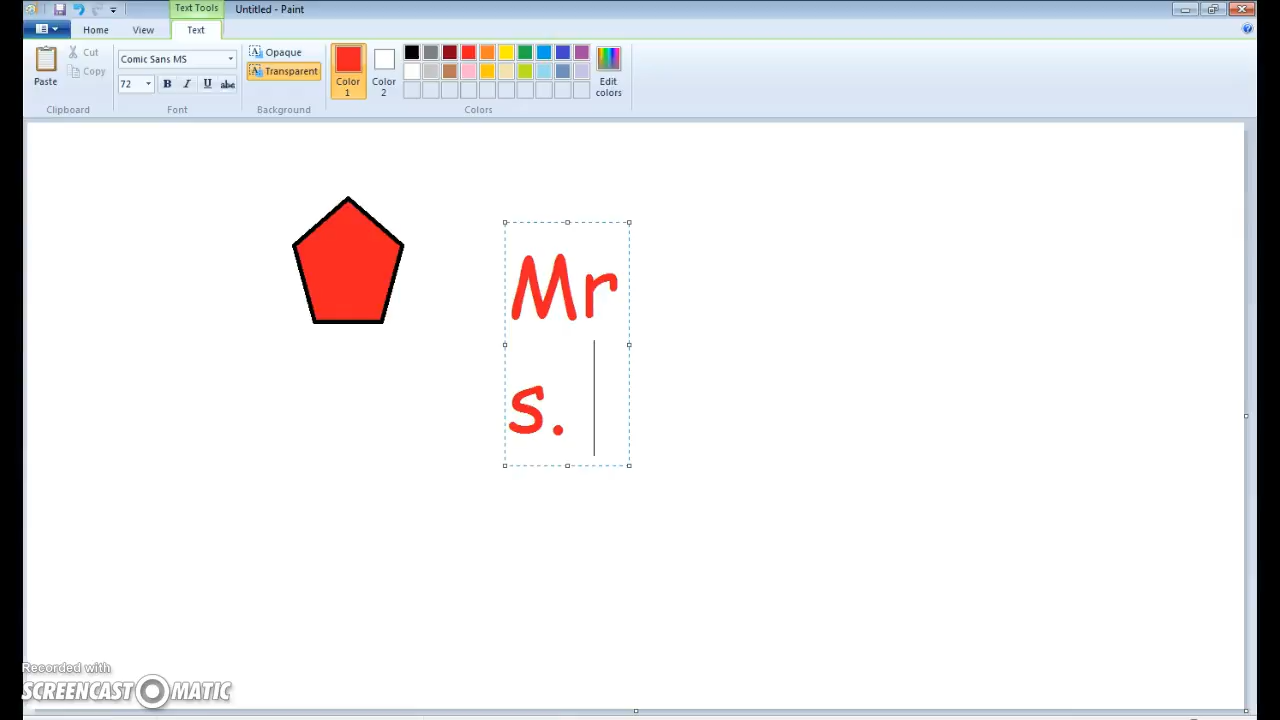 Text Tools
Untitled - Paint
Home View Text
Paste
Cut
Copy
Clipboard
Comic Sans MS
72 B I U abc
Font
Opaque
Transparent
Background
Color 1
Color 2
Edit colors
Colors
Mr
s.
Recorded with
SCREENCAST MATIC